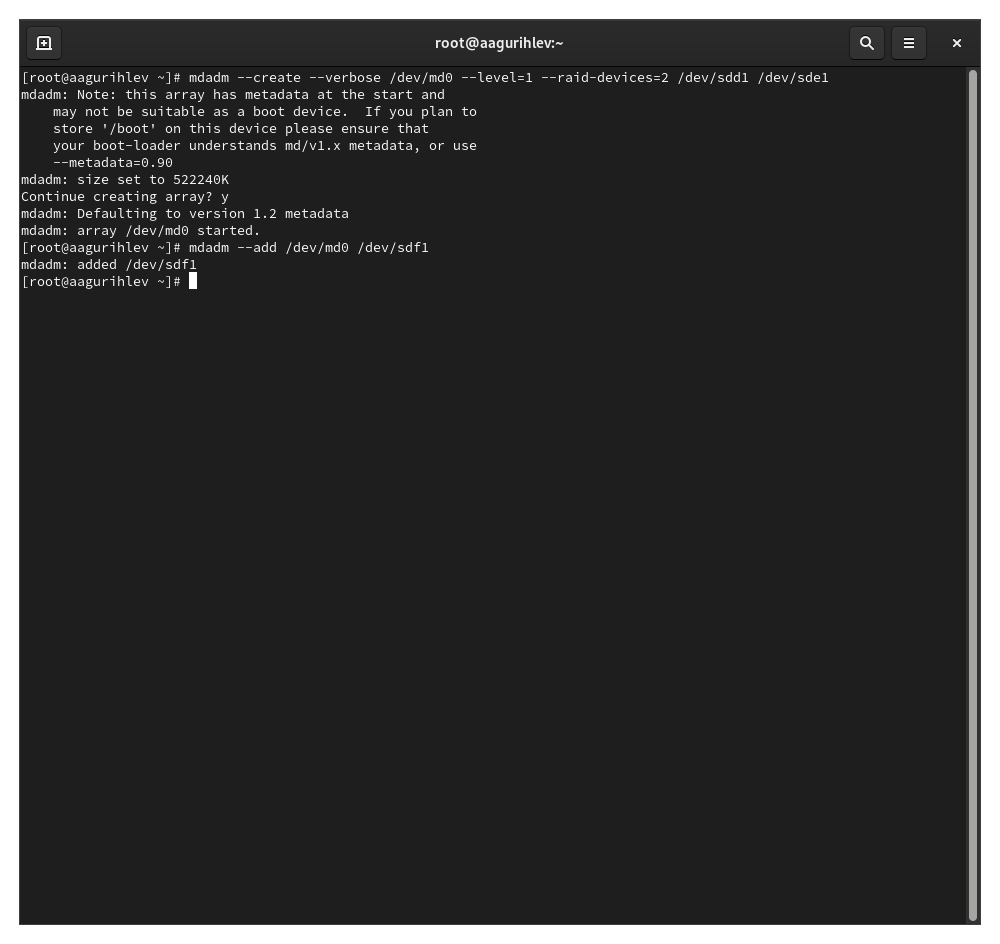 root@aagurihlev:~
[root@aagurihlev ~]# mdadm --create --verbose /dev/md0 --level=1 --raid-devices=2 /dev/sdd1 /dev/sde1
mdadm: Note: this array has metadata at the start and
    may not be suitable as a boot device.  If you plan to
    store '/boot' on this device please ensure that
    your boot-loader understands md/v1.x metadata, or use
    --metadata=0.90
mdadm: size set to 522240K
Continue creating array? y
mdadm: Defaulting to version 1.2 metadata
mdadm: array /dev/md0 started.
[root@aagurihlev ~]# mdadm --add /dev/md0 /dev/sdf1
mdadm: added /dev/sdf1
[root@aagurihlev ~]#